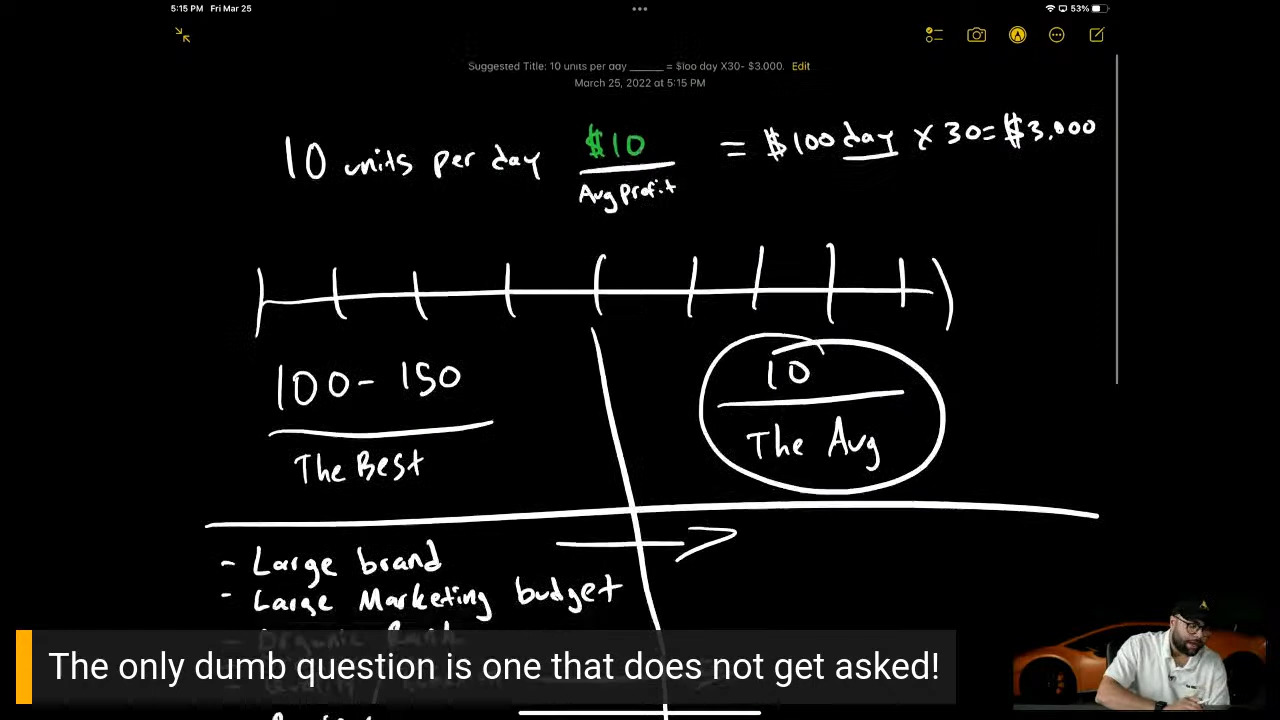 5:15 PM Fri Mar 25
53%
Suggested Title: 10 units per day ______ = $100 day X30- $3.000. Edit
March 25, 2022 at 5:15 PM
10 units per day $10 = $100 day x 30= $3.000
Avg Profit
100- 150
10
The Best
The Avg
- Large brand
- Large Marketing budget
- Organic Rank
The only dumb question is one that does not get asked!